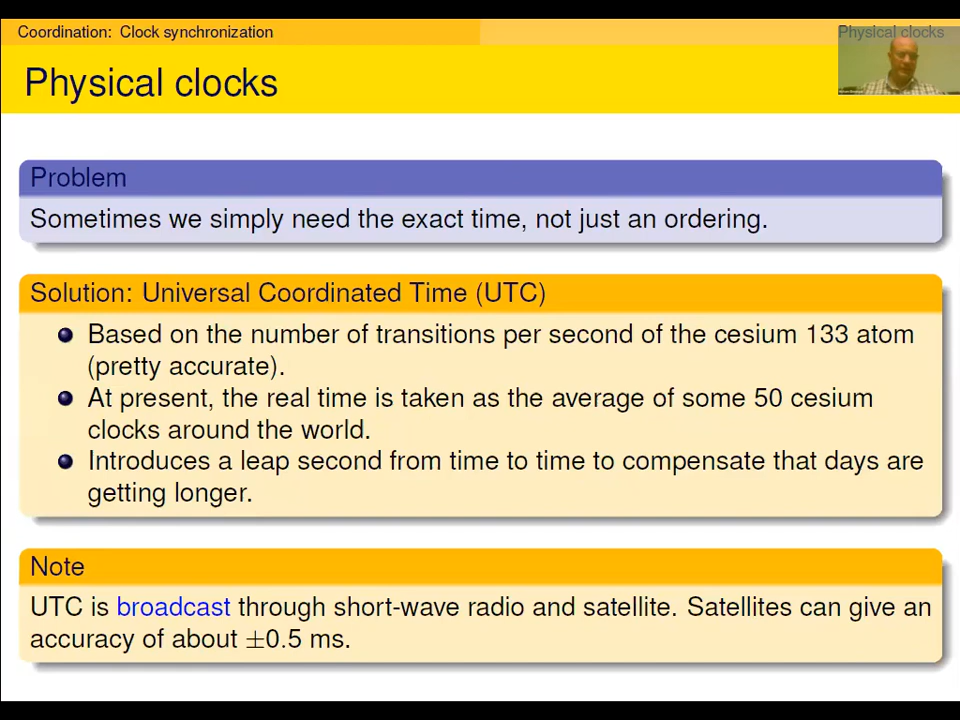 Coordination: Clock synchronization
Physical clocks
Physical clocks
Problem
Sometimes we simply need the exact time, not just an ordering.
Solution: Universal Coordinated Time (UTC)
Based on the number of transitions per second of the cesium 133 atom
(pretty accurate).
At present, the real time is taken as the average of some 50 cesium
clocks around the world.
Introduces a leap second from time to time to compensate that days are
getting longer.
Note
UTC is broadcast through short-wave radio and satellite. Satellites can give an
accuracy of about ±0.5 ms.